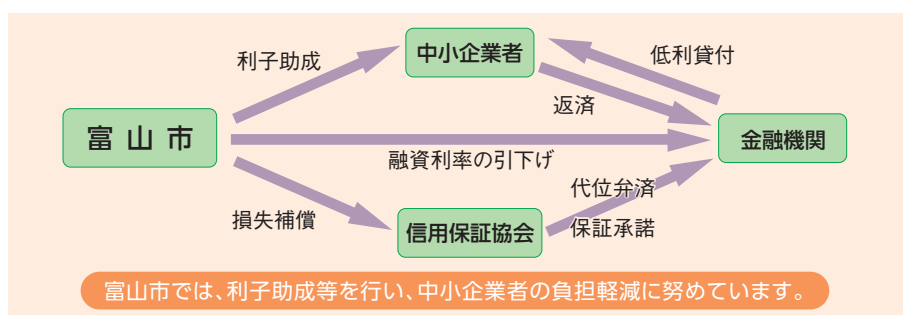 利子助成
中小企業者
低利貸付
返済
富山市
金融機関
融資利率の引下げ
代位弁済
損失補償
信用保証協会
保証承諾
富山市では、利子助成等を行い、中小企業者の負担軽減に努めています。